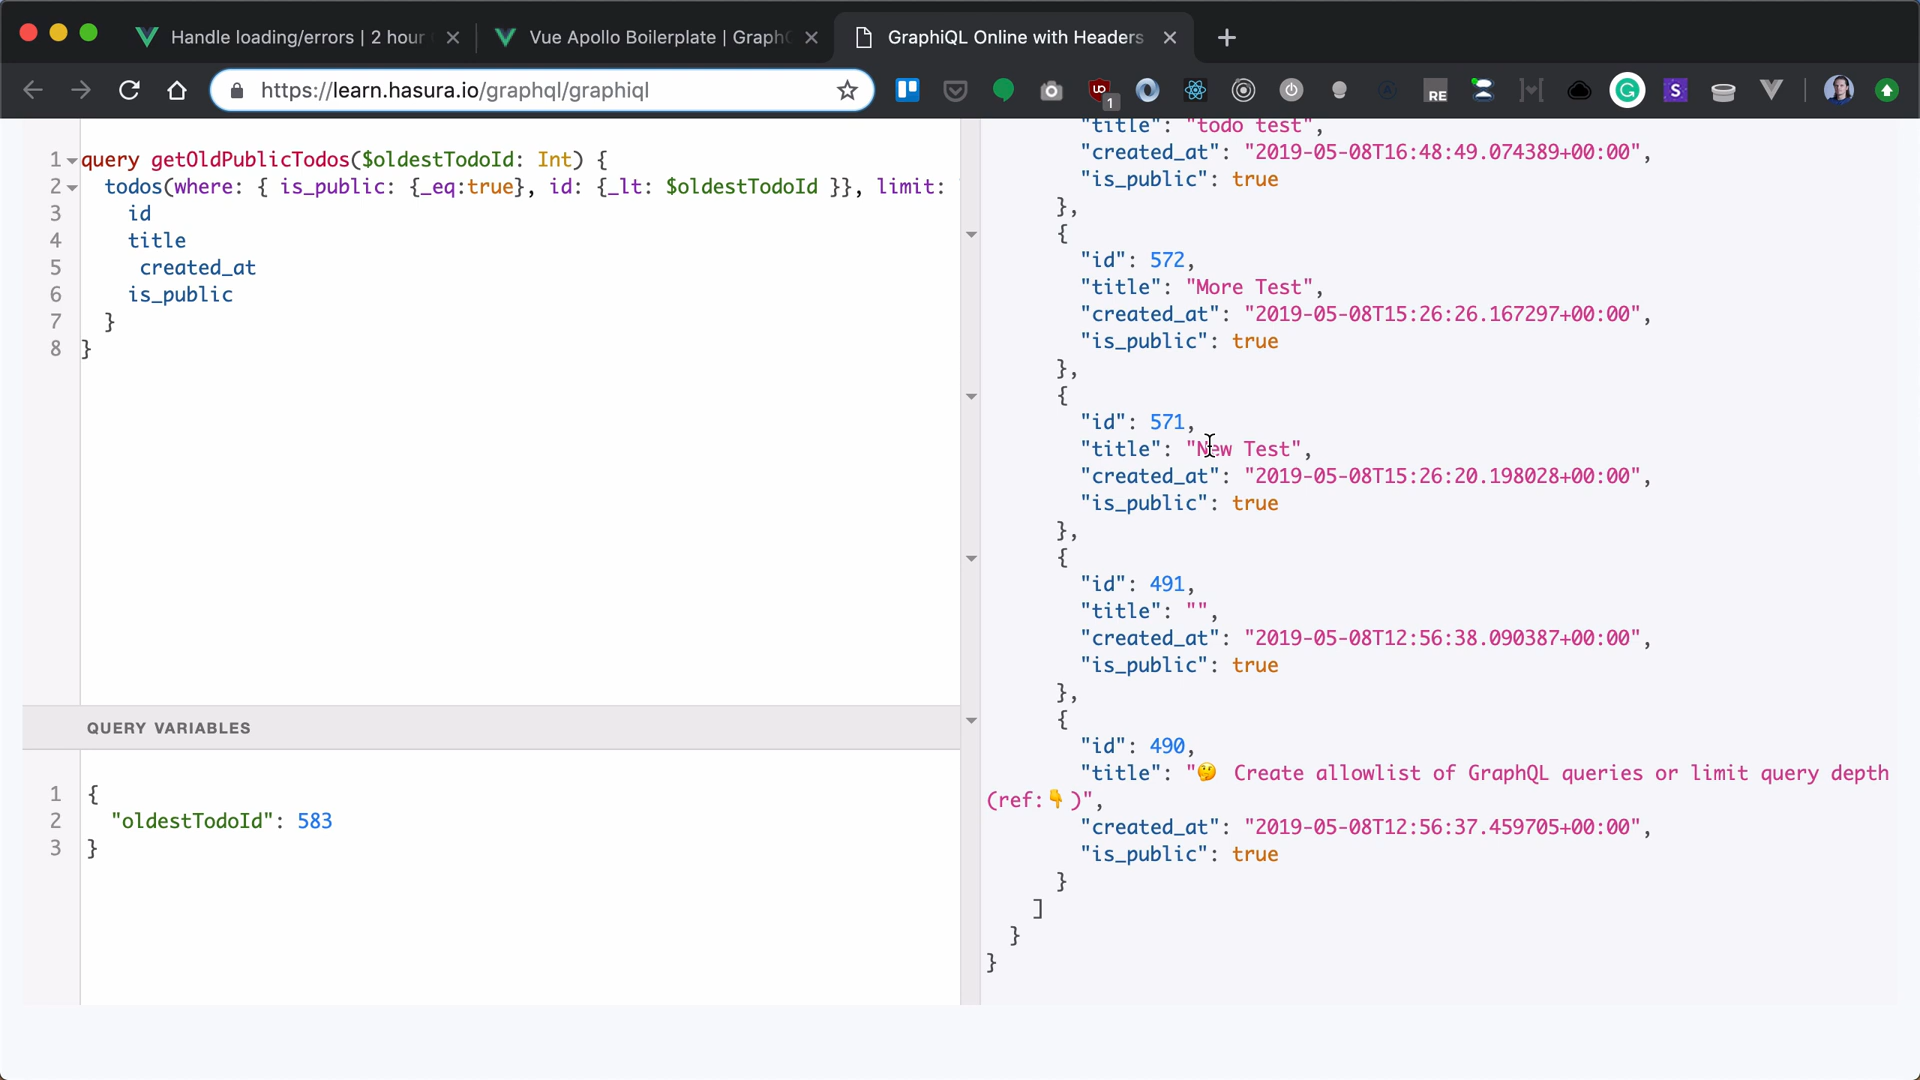 Handle loading/errors | 2 hour
Vue Apollo Boilerplate | Graph
GraphiQL Online with Headers
https://learn.hasura.io/graphql/graphiql
1
RE
S
1 query getOldPublicTodos($oldestTodoId: Int) {
2 todos(where: { is_public: {_eq:true}, id: {_lt: $oldestTodoId }}, limit:
3 id
4 title
5 created_at
6 is_public
7 }
8 }
QUERY VARIABLES
1 {
2 "oldestTodoId": 583
3 }
"title": "todo test",
"created_at": "2019-05-08T16:48:49.074389+00:00",
"is_public": true
},
{
"id": 572,
"title": "More Test",
"created_at": "2019-05-08T15:26:26.167297+00:00",
"is_public": true
},
{
"id": 571,
"title": "New Test",
"created_at": "2019-05-08T15:26:20.198028+00:00",
"is_public": true
},
{
"id": 491,
"title": "",
"created_at": "2019-05-08T12:56:38.090387+00:00",
"is_public": true
},
{
"id": 490,
"title": "🤔 Create allowlist of GraphQL queries or limit query depth
(ref:👇)",
"created_at": "2019-05-08T12:56:37.459705+00:00",
"is_public": true
}
]
}
}